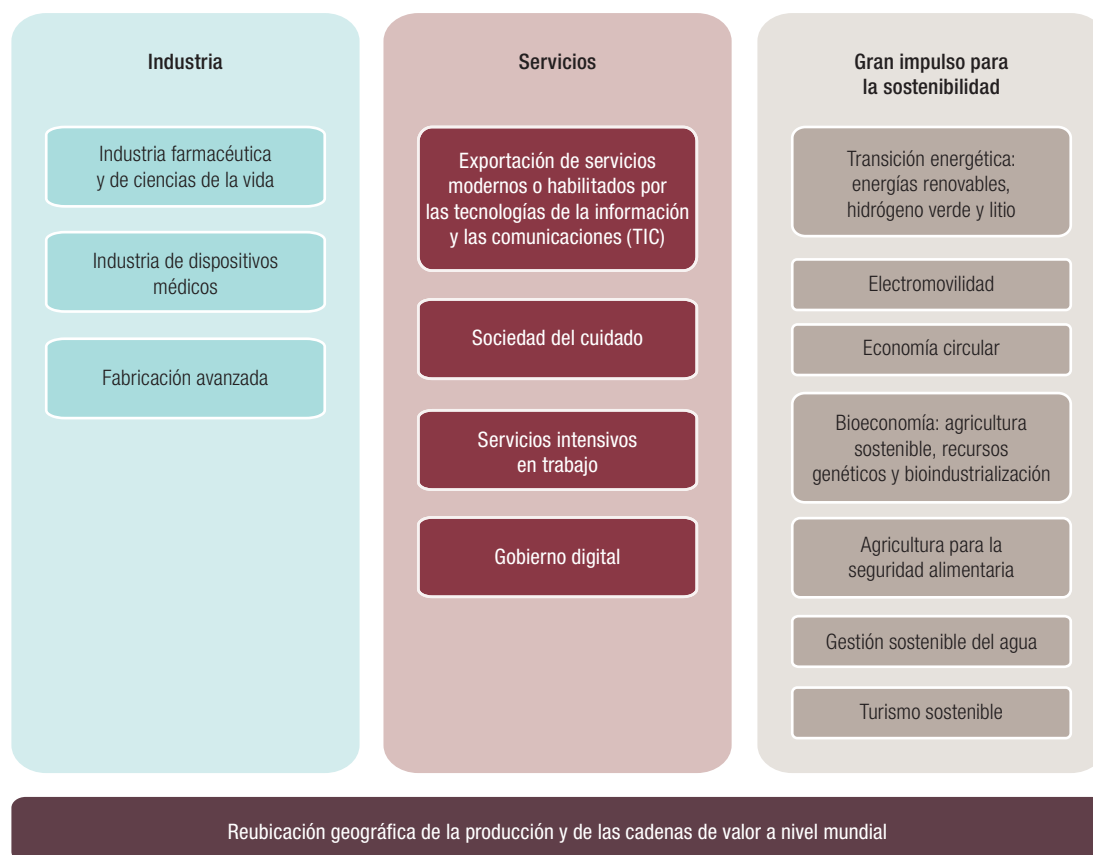 Industria
Industria farmacéutica
y de ciencias de la vida
Industria de dispositivos
médicos
Fabricación avanzada
Servicios
Exportación de servicios
modernos o habilitados por
las tecnologías de la información
y las comunicaciones (TIC)
Sociedad del cuidado
Servicios intensivos
en trabajo
Gobierno digital
Gran impulso para
la sostenibilidad
Transición energética:
energías renovables,
hidrógeno verde y litio
Electromovilidad
Economía circular
Bioeconomía: agricultura
sostenible, recursos
genéticos y bioindustrialización
Agricultura para la
seguridad alimentaria
Gestión sostenible del agua
Turismo sostenible
Reubicación geográfica de la producción y de las cadenas de valor a nivel mundial